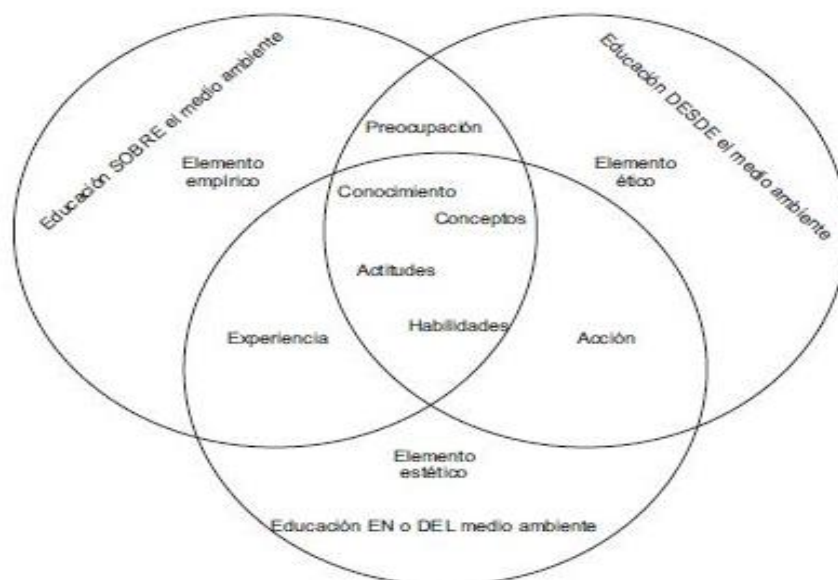 Educación SOBRE el medio ambiente
Educación DESDE el medio ambiente
Preocupación
Elemento
empírico
Elemento
ético
Conocimiento
Conceptos
Actitudes
Habilidades
Experiencia
Acción
Elemento
estético
Educación EN o DEL medio ambiente